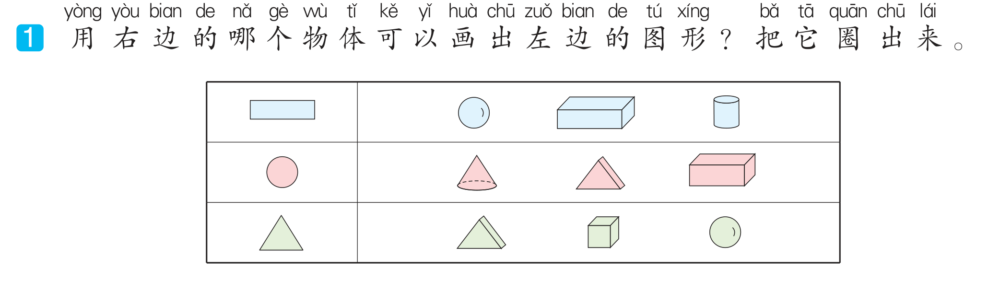 yòng yòu bian de nǎ gè wù tǐ kě yǐ huà chū zuǒ bian de tú xíng bǎ tā quān chū lái
1 用右边的哪个物体可以画出左边的图形？把它圈出来。